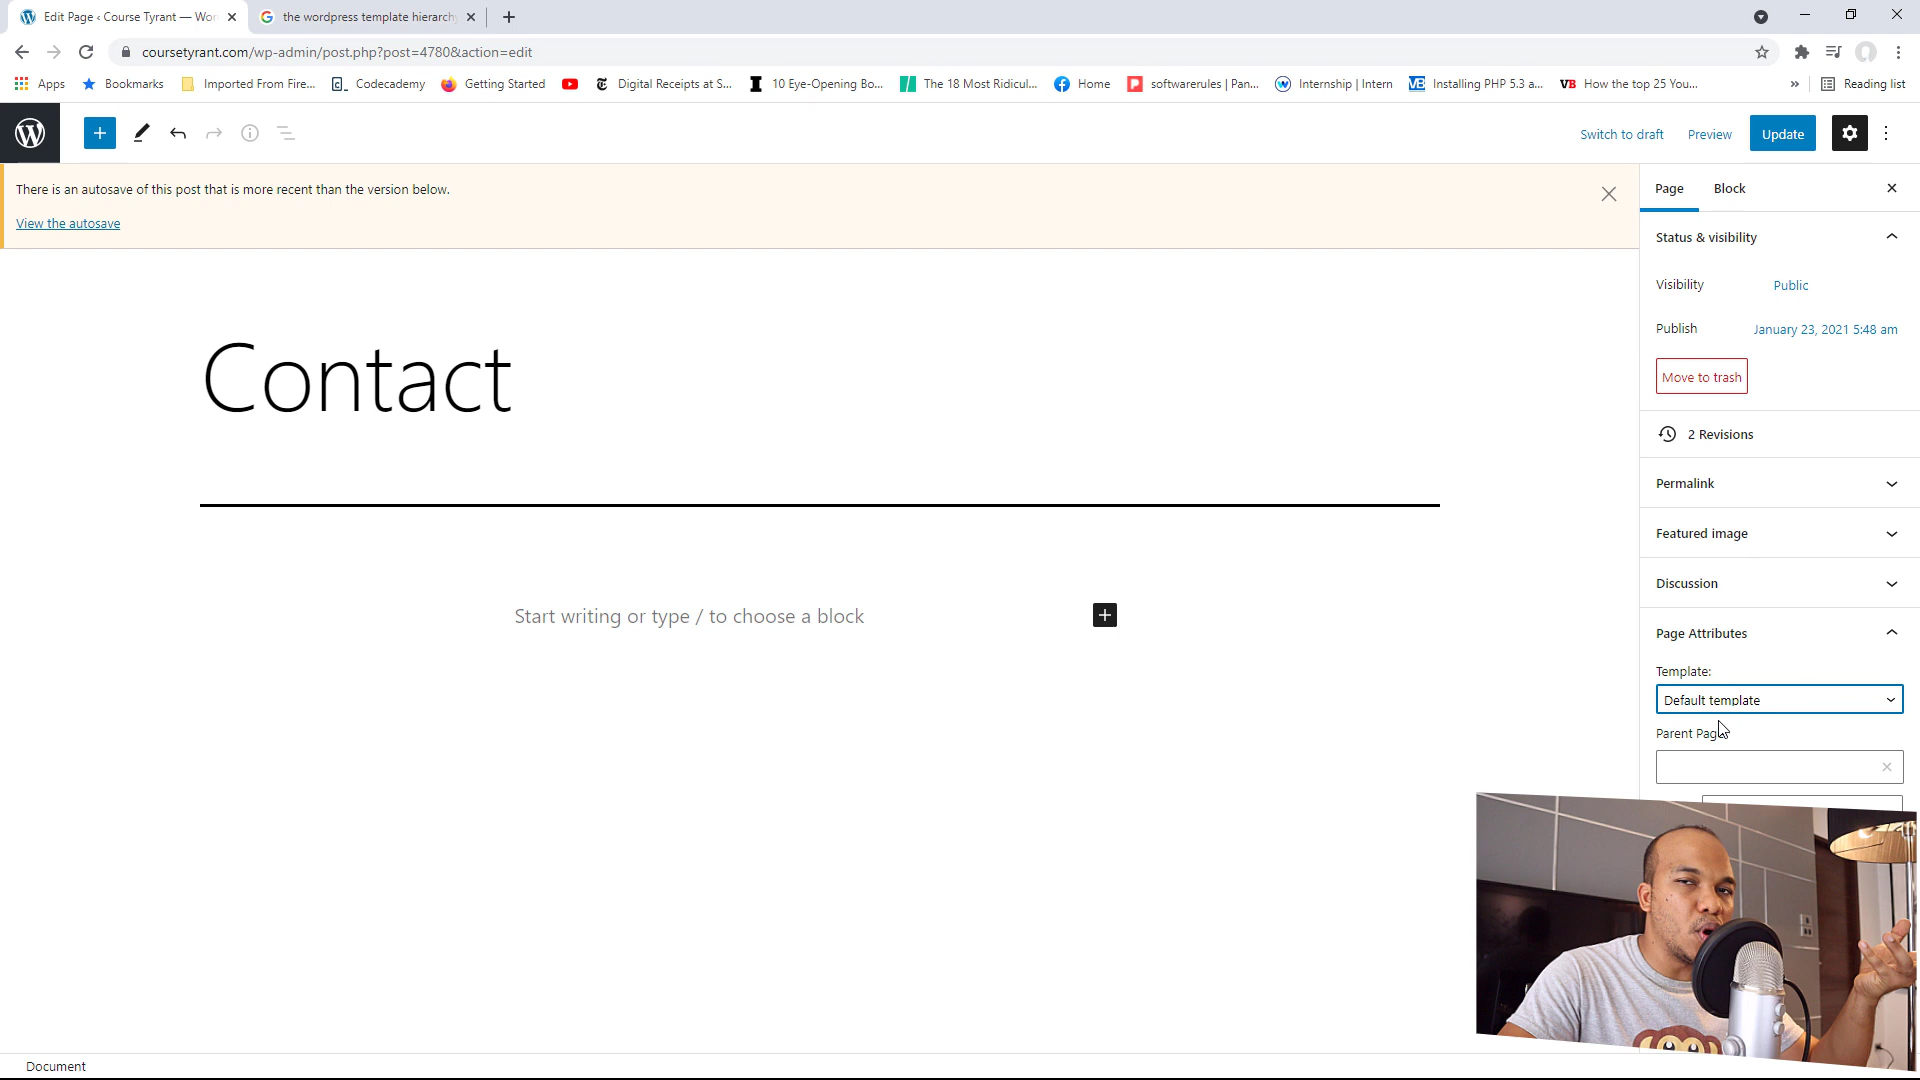 Edit Page ‹ Course Tyrant — Wor
the wordpress template hierarchy
coursetyrant.com/wp-admin/post.php?post=4780&action=edit
Apps
Bookmarks
Imported From Fire...
Codecademy
Getting Started
Digital Receipts at S...
10 Eye-Opening Bo...
The 18 Most Ridicul...
Home
softwarerules | Pan...
Internship | Intern
Installing PHP 5.3 a...
How the top 25 You...
»
Reading list
Switch to draft
Preview
Update
There is an autosave of this post that is more recent than the version below.
View the autosave
Page
Block
Status & visibility
Visibility
Public
Publish
January 23, 2021 5:48 am
Move to trash
2 Revisions
Permalink
Featured image
Discussion
Page Attributes
Template:
Default template
Parent Page
Contact
Start writing or type / to choose a block
Document